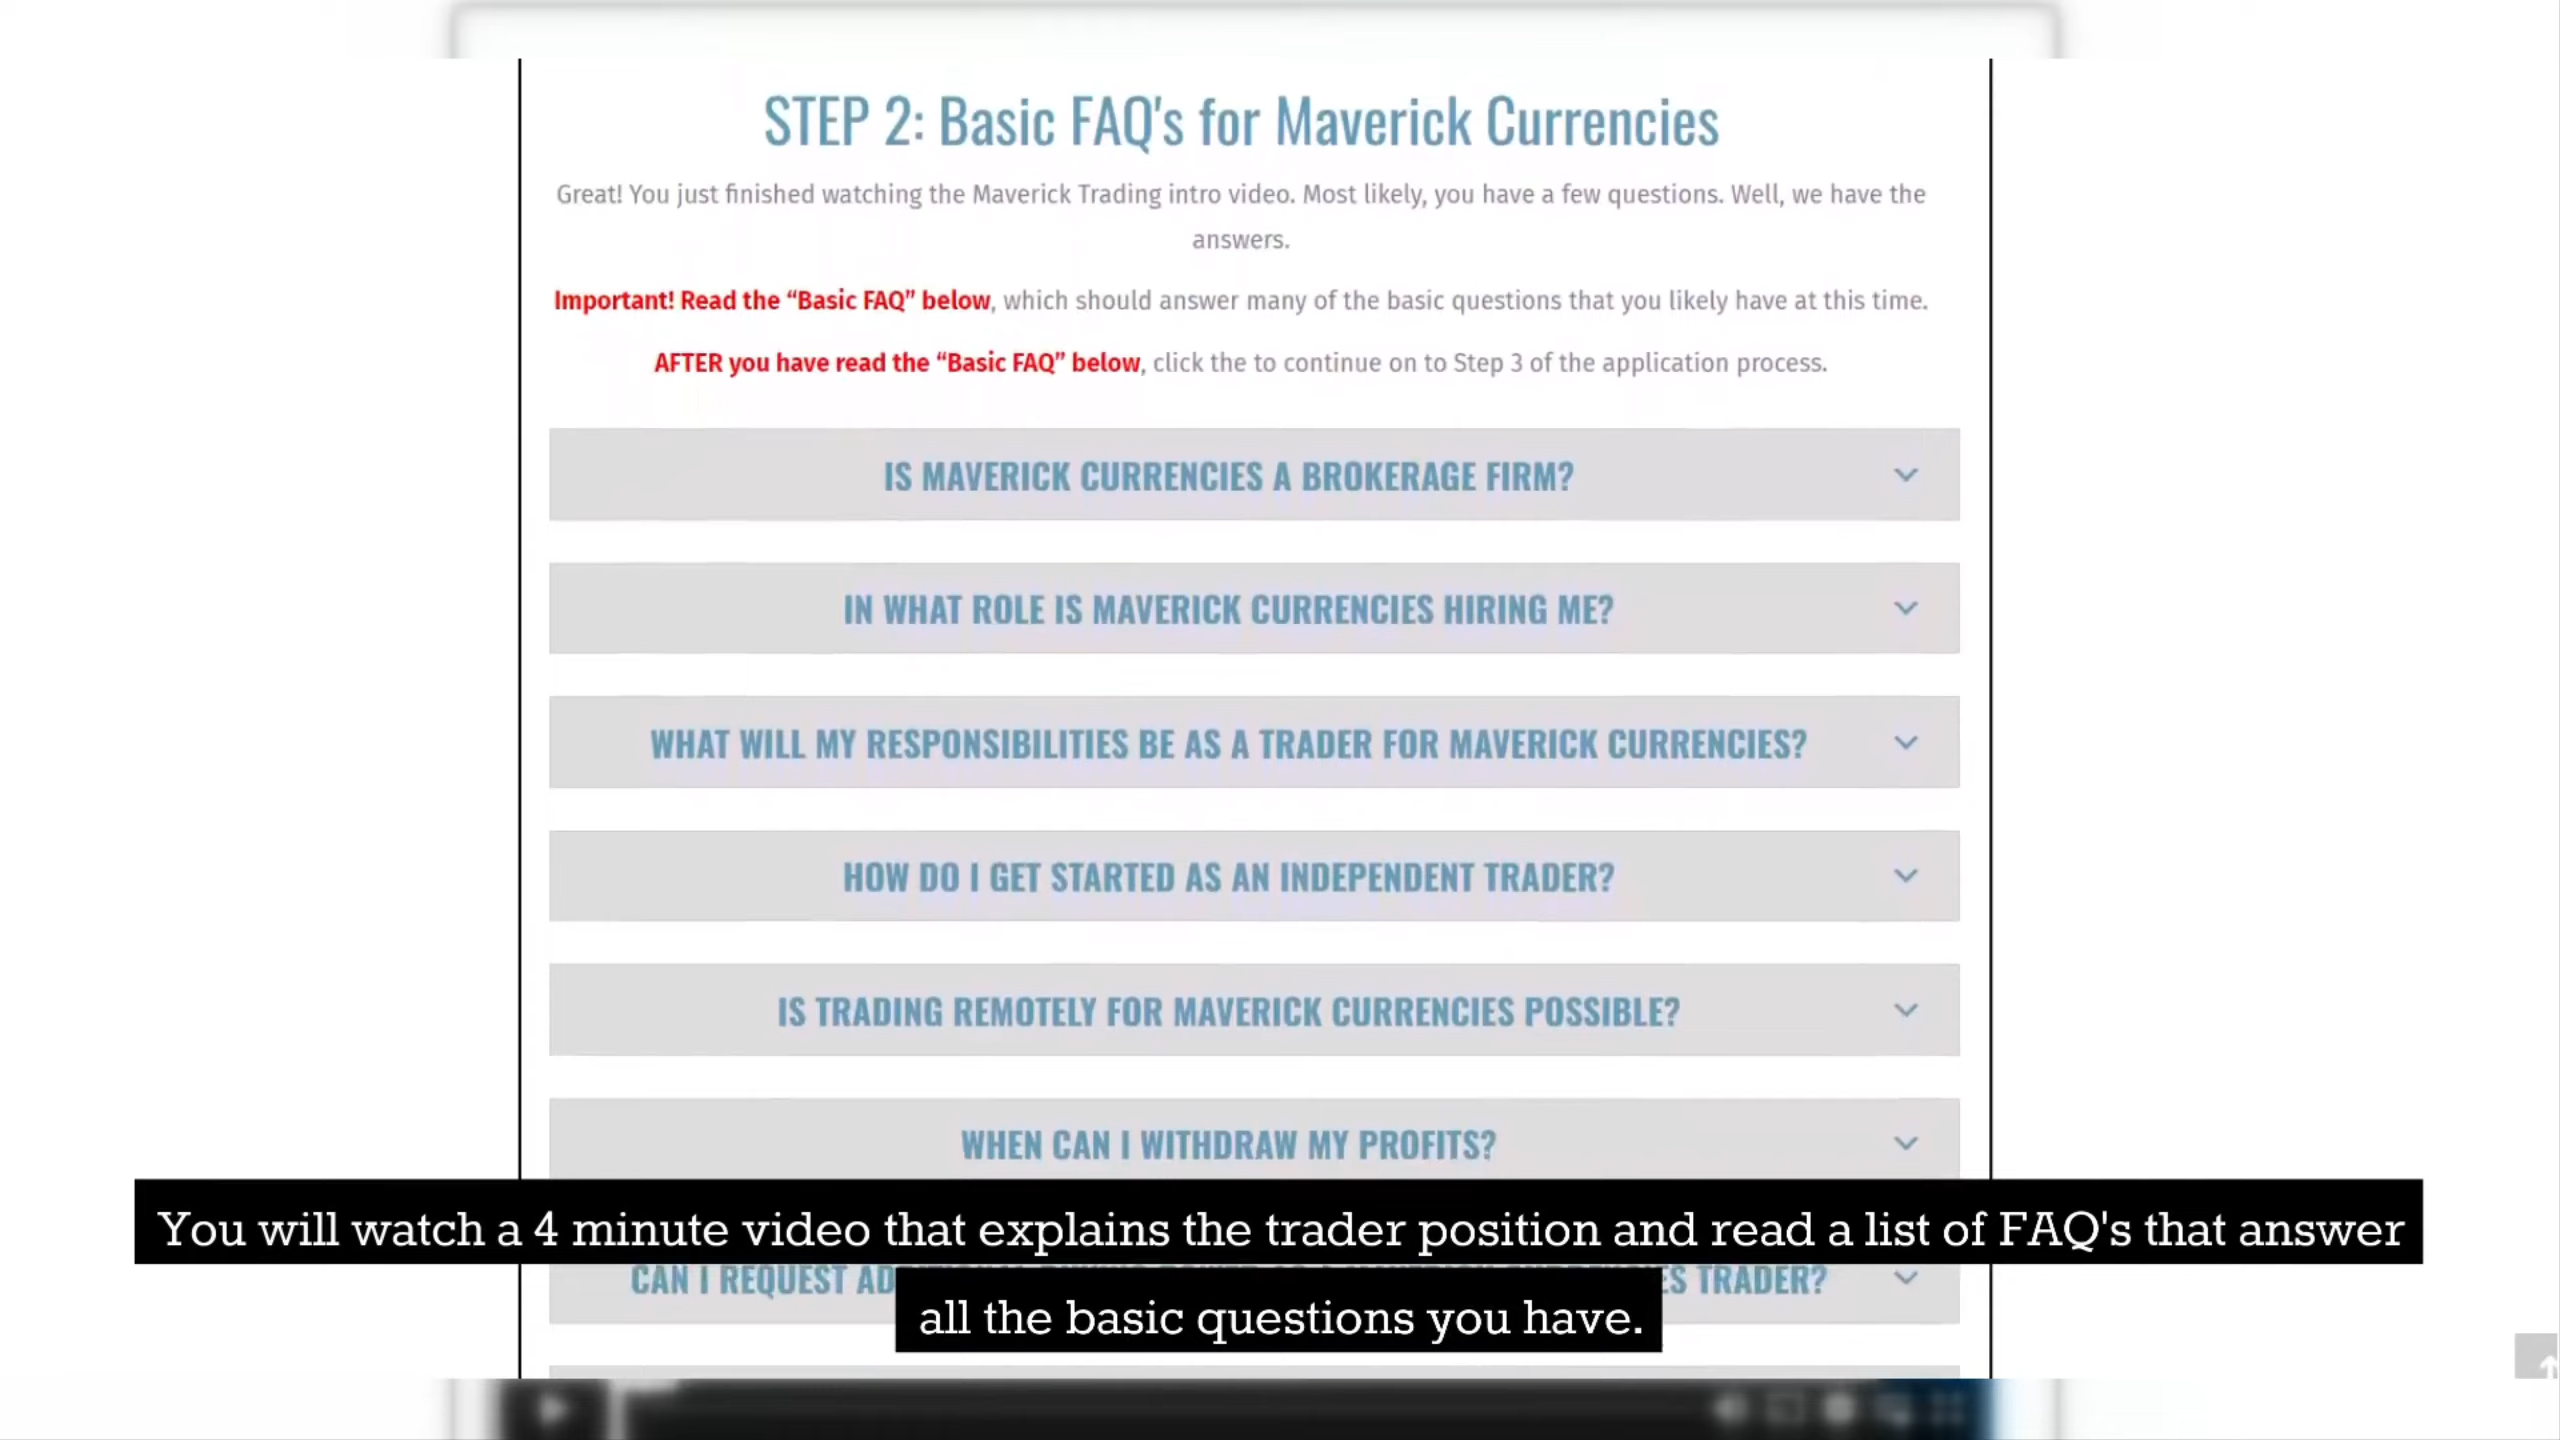 STEP 2: Basic FAQ's for Maverick Currencies
Great! You just finished watching the Maverick Trading intro video. Most likely, you have a few questions. Well, we have the
answers.
Important! Read the “Basic FAQ” below, which should answer many of the basic questions that you likely have at this time.
AFTER you have read the “Basic FAQ” below, click the to continue on to Step 3 of the application process.
IS MAVERICK CURRENCIES A BROKERAGE FIRM?
IN WHAT ROLE IS MAVERICK CURRENCIES HIRING ME?
WHAT WILL MY RESPONSIBILITIES BE AS A TRADER FOR MAVERICK CURRENCIES?
HOW DO I GET STARTED AS AN INDEPENDENT TRADER?
IS TRADING REMOTELY FOR MAVERICK CURRENCIES POSSIBLE?
WHEN CAN I WITHDRAW MY PROFITS?
You will watch a 4 minute video that explains the trader position and read a list of FAQ's that answer
CAN I REQUEST TRADER?
all the basic questions you have.